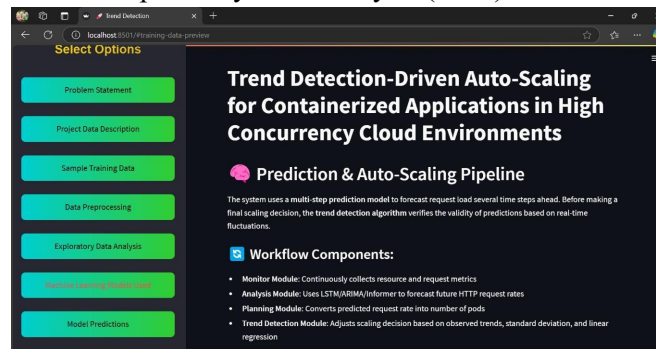 Trend Detection
localhost:8501/#training-data-preview
Select Options
Problem Statement
Project Data Description
Sample Training Data
Data Preprocessing
Exploratory Data Analysis
Machine Learning Models Used
Model Predictions
Trend Detection-Driven Auto-Scaling
for Containerized Applications in High
Concurrency Cloud Environments
Prediction & Auto-Scaling Pipeline
The system uses a multi-step prediction model to forecast request load several time steps ahead. Before making a
final scaling decision, the trend detection algorithm verifies the validity of predictions based on real-time
fluctuations.
Workflow Components:
• Monitor Module: Continuously collects resource and request metrics
• Analysis Module: Uses LSTM/ARIMA/Informer to forecast future HTTP request rates
• Planning Module: Converts predicted request rate into number of pods
• Trend Detection Module: Adjusts scaling decision based on observed trends, standard deviation, and linear
regression